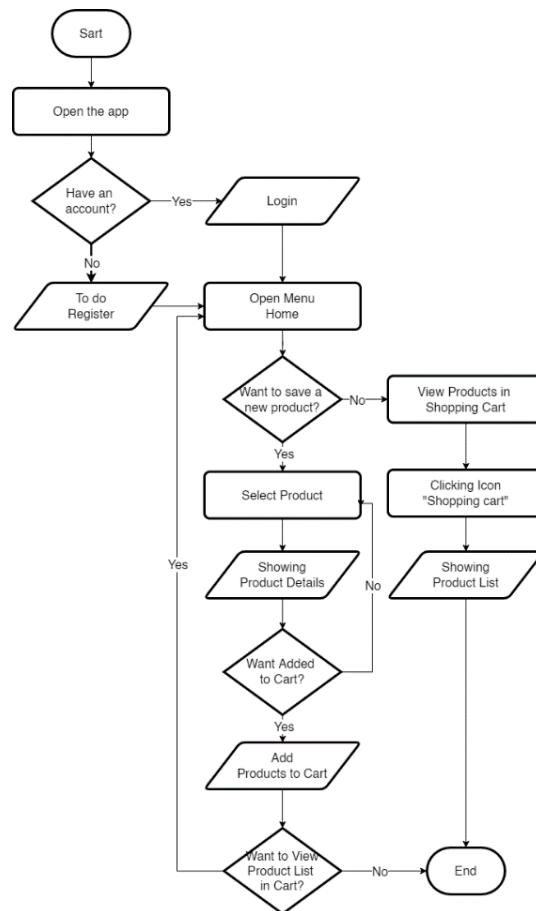 Sart
Open the app
Have an
account?
Yes
Login
No
To do
Register
Open Menu
Home
Want to save a
new product?
No
View Products in
Shopping Cart
Yes
Select Product
Clicking Icon
"Shopping cart"
Showing
Product Details
No
Showing
Product List
Yes
Want Added
to Cart?
Yes
Add
Products to Cart
Want to View
Product List
in Cart?
No
End